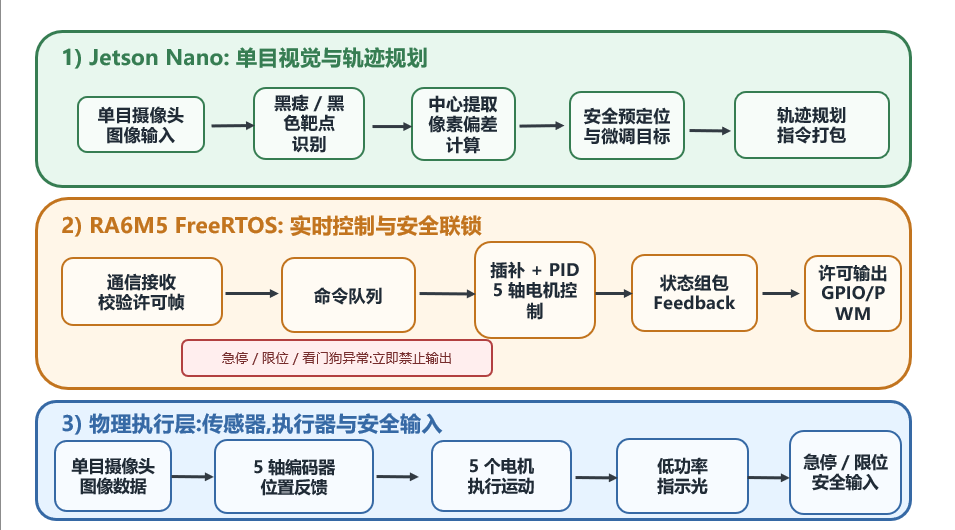 1) Jetson Nano: 单目视觉与轨迹规划
单目摄像头
图像输入
黑痣 / 黑
色靶点
识别
中心提取
像素偏差
计算
安全预定位
与微调目标
轨迹规划
指令打包
2) RA6M5 FreeRTOS: 实时控制与安全联锁
通信接收
校验许可帧
命令队列
插补 + PID
5 轴电机控
制
状态组包
Feedback
许可输出
GPIO/P
WM
急停 / 限位 / 看门狗异常:立即禁止输出
3) 物理执行层:传感器,执行器与安全输入
单目摄像头
图像数据
5 轴编码器
位置反馈
5 个电机
执行运动
低功率
指示光
急停 / 限位
安全输入